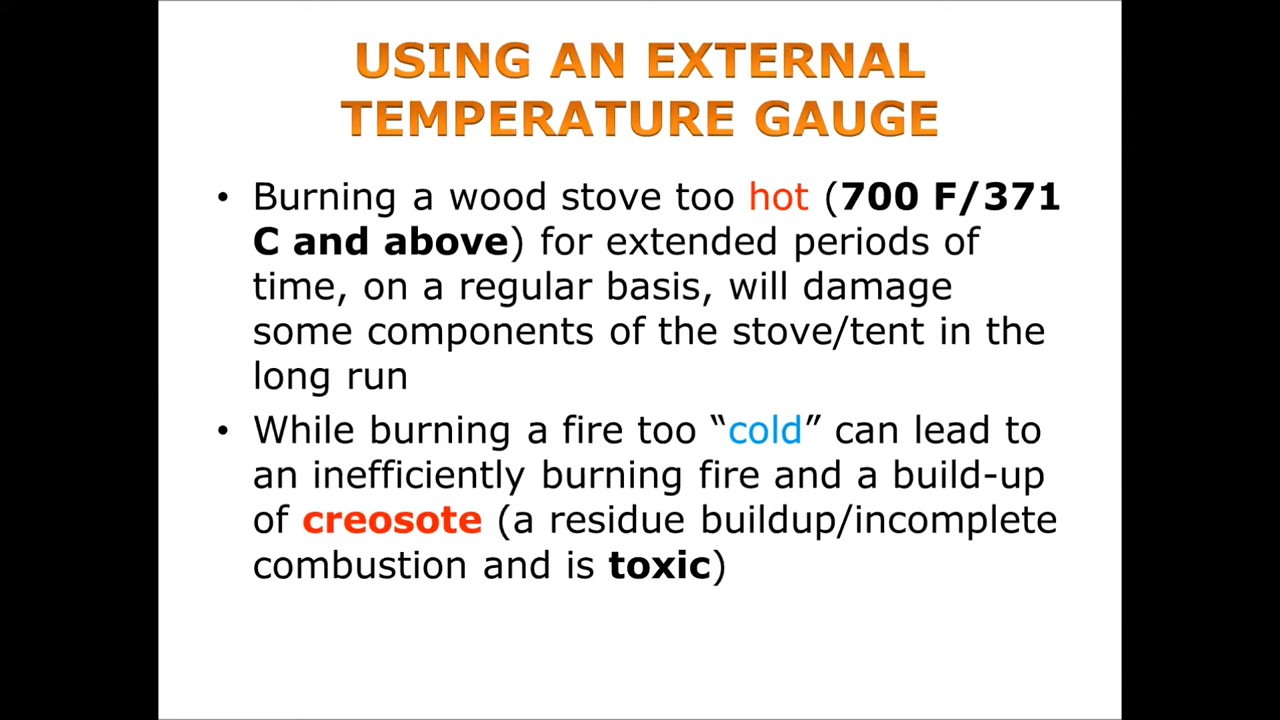 USING AN EXTERNAL
TEMPERATURE GAUGE
• Burning a wood stove too hot (700 F/371
C and above) for extended periods of
time, on a regular basis, will damage
some components of the stove/tent in the
long run
• While burning a fire too “cold” can lead to
an inefficiently burning fire and a build-up
of creosote (a residue buildup/incomplete
combustion and is toxic)